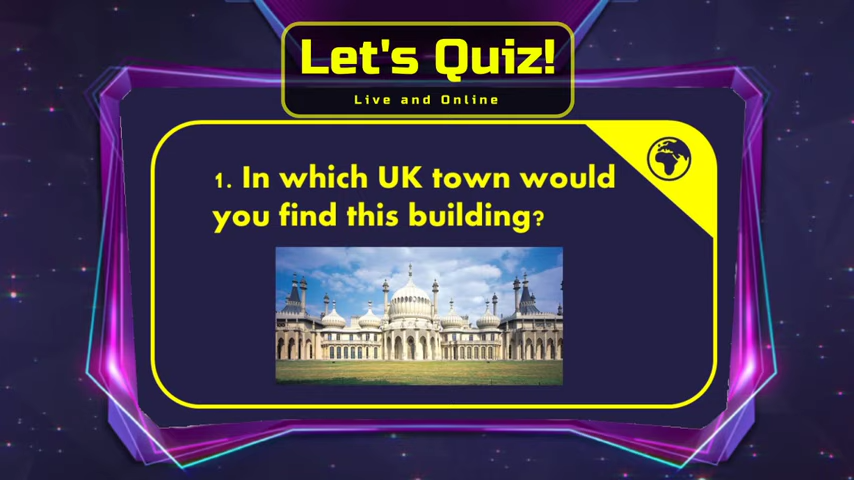 Let's Quiz!
Live and Online
1. In which UK town would
you find this building?